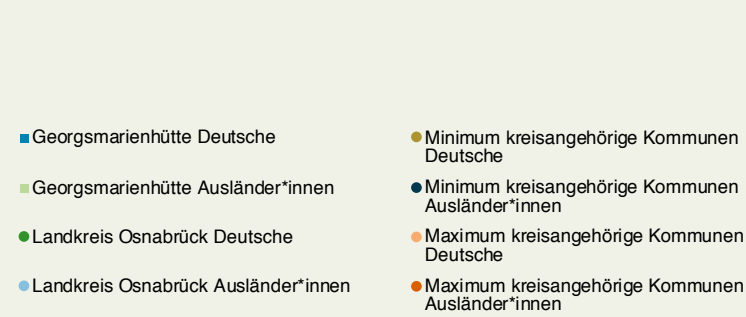 Georgsmarienhütte Deutsche
Georgsmarienhütte Ausländer*innen
Landkreis Osnabrück Deutsche
Landkreis Osnabrück Ausländer*innen
Minimum kreisangehörige Kommunen
Deutsche
Minimum kreisangehörige Kommunen
Ausländer*innen
Maximum kreisangehörige Kommunen
Deutsche
Maximum kreisangehörige Kommunen
Ausländer*innen